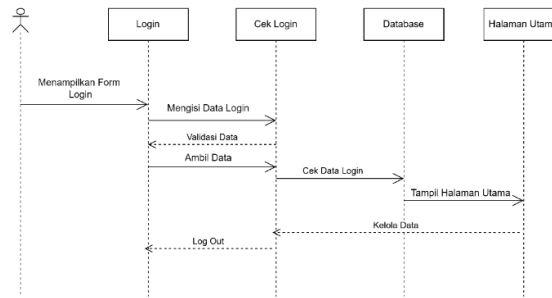 Login
Cek Login
Database
Halaman Utam
Menampilkan Form
Login
Mengisi Data Login
Validasi Data
Ambil Data
Cek Data Login
Tampil Halaman Utama
Kelola Data
Log Out